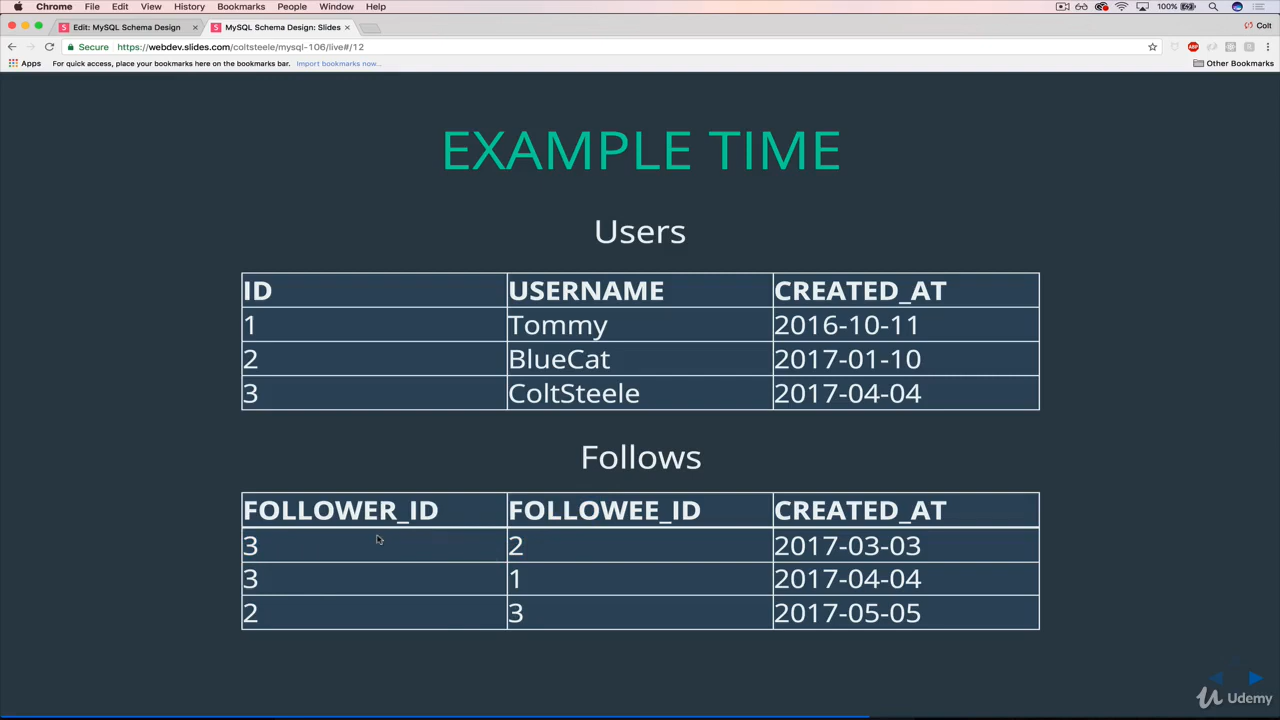 Chrome File Edit View History Bookmarks People Window Help 100%
Edit: MySQL Schema Design × MySQL Schema Design: Slides × Colt
Secure https://webdev.slides.com/coltsteele/mysql-106/live#/12 ABP
Apps For quick access, place your bookmarks here on the bookmarks bar. Import bookmarks now... Other Bookmarks
EXAMPLE TIME
Users
ID USERNAME CREATED_AT
1 Tommy 2016-10-11
2 BlueCat 2017-01-10
3 ColtSteele 2017-04-04
Follows
FOLLOWER_ID FOLLOWEE_ID CREATED_AT
3 2 2017-03-03
3 1 2017-04-04
2 3 2017-05-05
Udemy